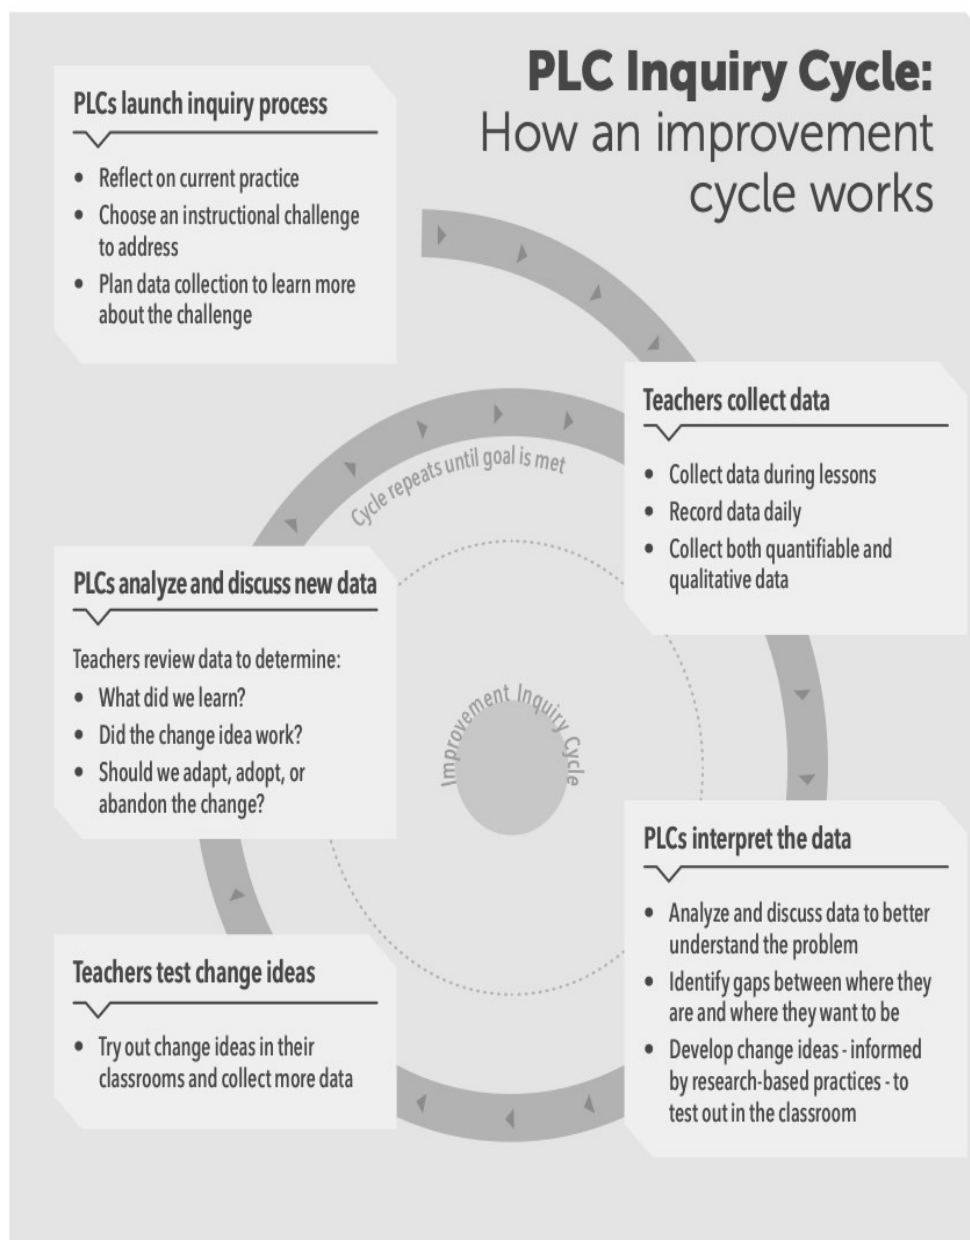 PLC Inquiry Cycle:
How an improvement
cycle works
PLCs launch inquiry process
• Reflect on current practice
• Choose an instructional challenge
to address
• Plan data collection to learn more
about the challenge
Teachers collect data
• Collect data during lessons
• Record data daily
• Collect both quantifiable and
qualitative data
PLCs interpret the data
• Analyze and discuss data to better
understand the problem
• Identify gaps between where they
are and where they want to be
• Develop change ideas - informed
by research-based practices - to
test out in the classroom
Teachers test change ideas
• Try out change ideas in their
classrooms and collect more data
PLCs analyze and discuss new data
Teachers review data to determine:
• What did we learn?
• Did the change idea work?
• Should we adapt, adopt, or
abandon the change?
Cycle repeats until goal is met
Improvement Inquiry Cycle